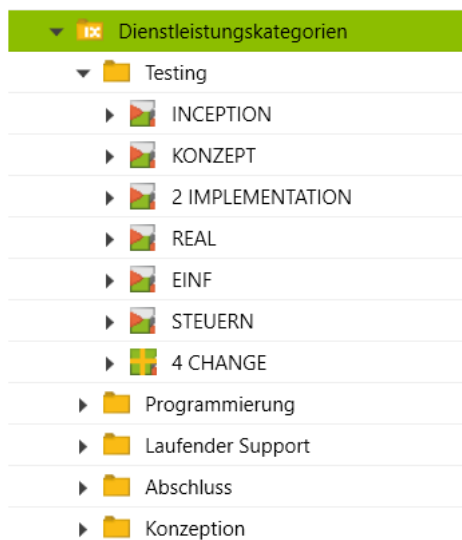 Dienstleistungskategorien
Testing
INCEPTION
KONZEPT
2 IMPLEMENTATION
REAL
EINF
STEUERN
4 CHANGE
Programmierung
Laufender Support
Abschluss
Konzeption